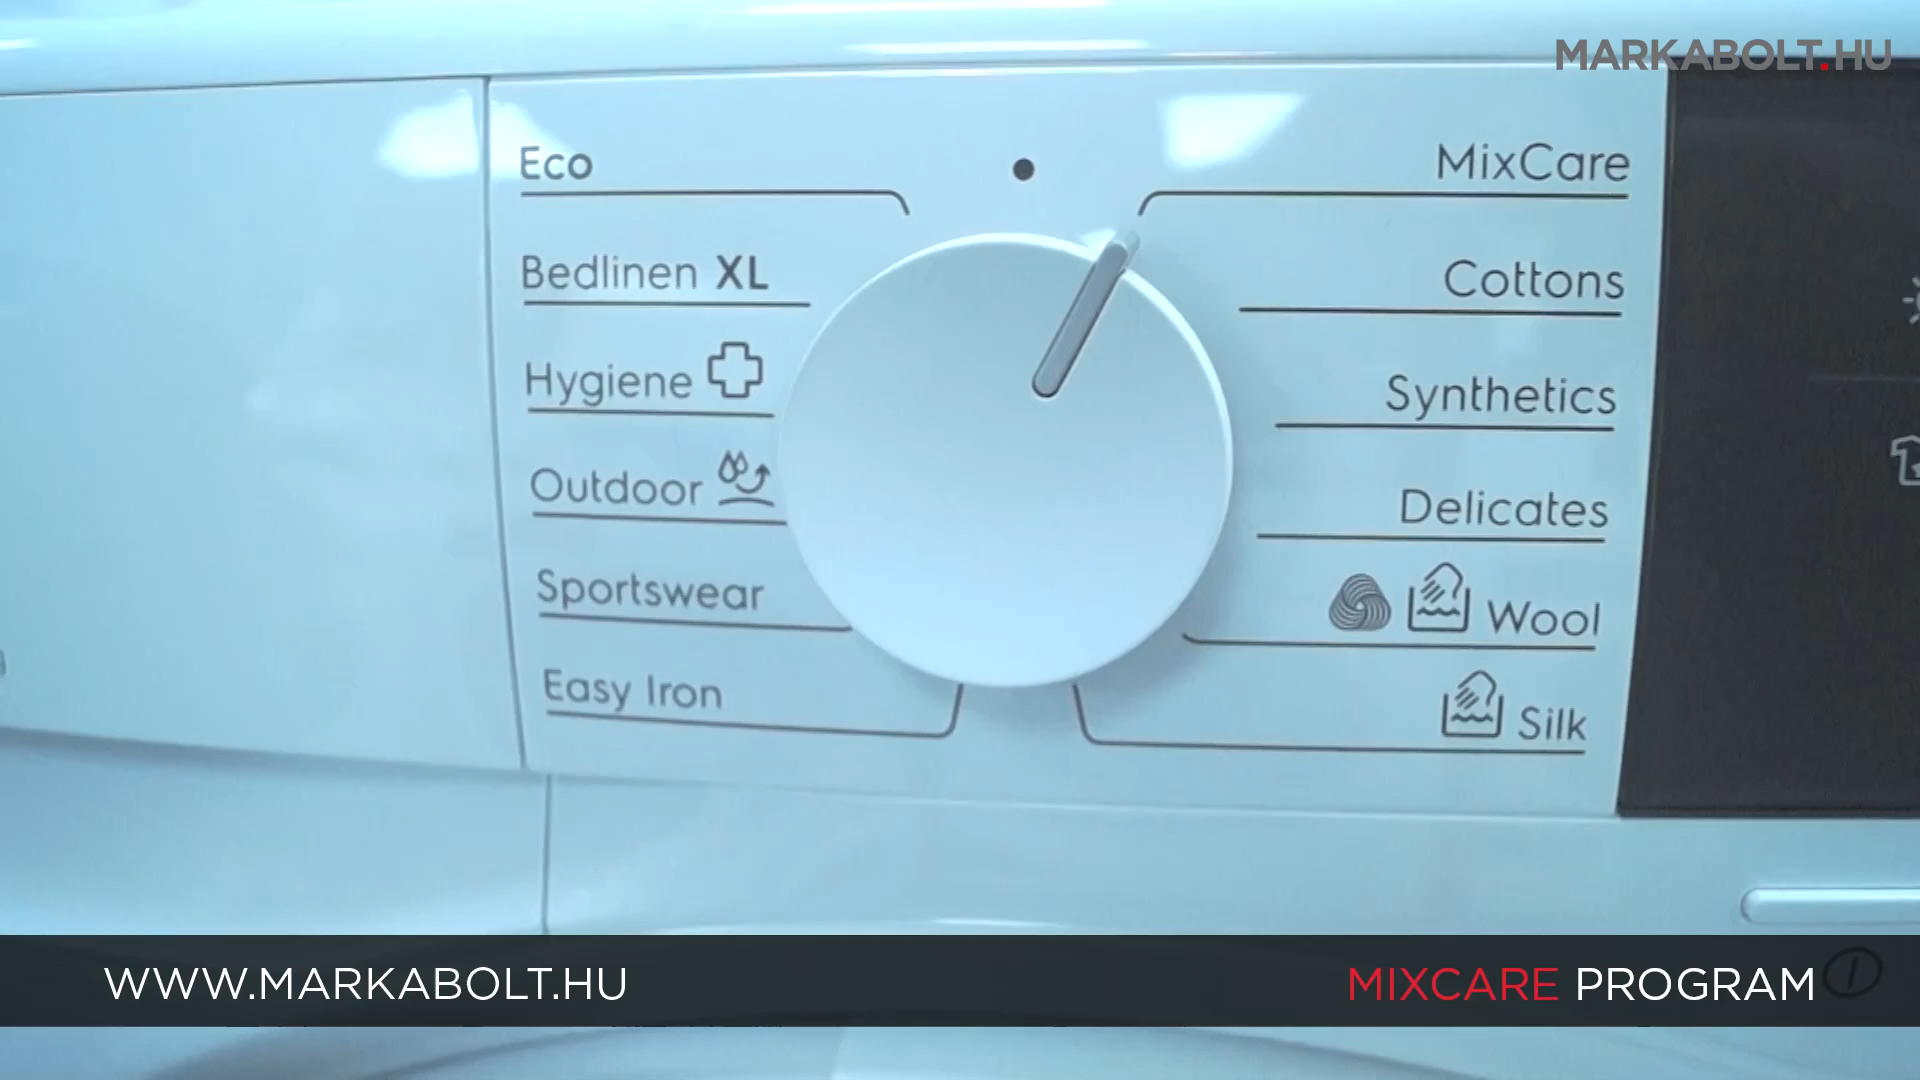 MARKABOLT.HU
Eco
Bedlinen XL
Hygiene
Outdoor
Sportswear
Easy Iron
MixCare
Cottons
Synthetics
Delicates
Wool
Silk
WWW.MARKABOLT.HU
MIXCARE PROGRAM